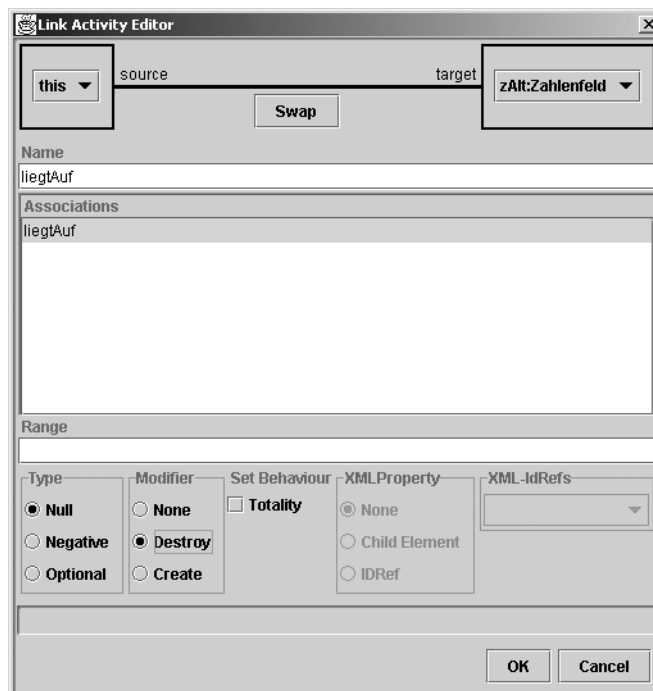 Link Activity Editor
this source target zAlt:Zahlenfeld
Swap
Name
liegtAuf
Associations
liegtAuf
Range
Type Modifier Set Behaviour XMLProperty XML-IdRefs
Null None Totality None
Negative Destroy Child Element
Optional Create IDRef
OK Cancel